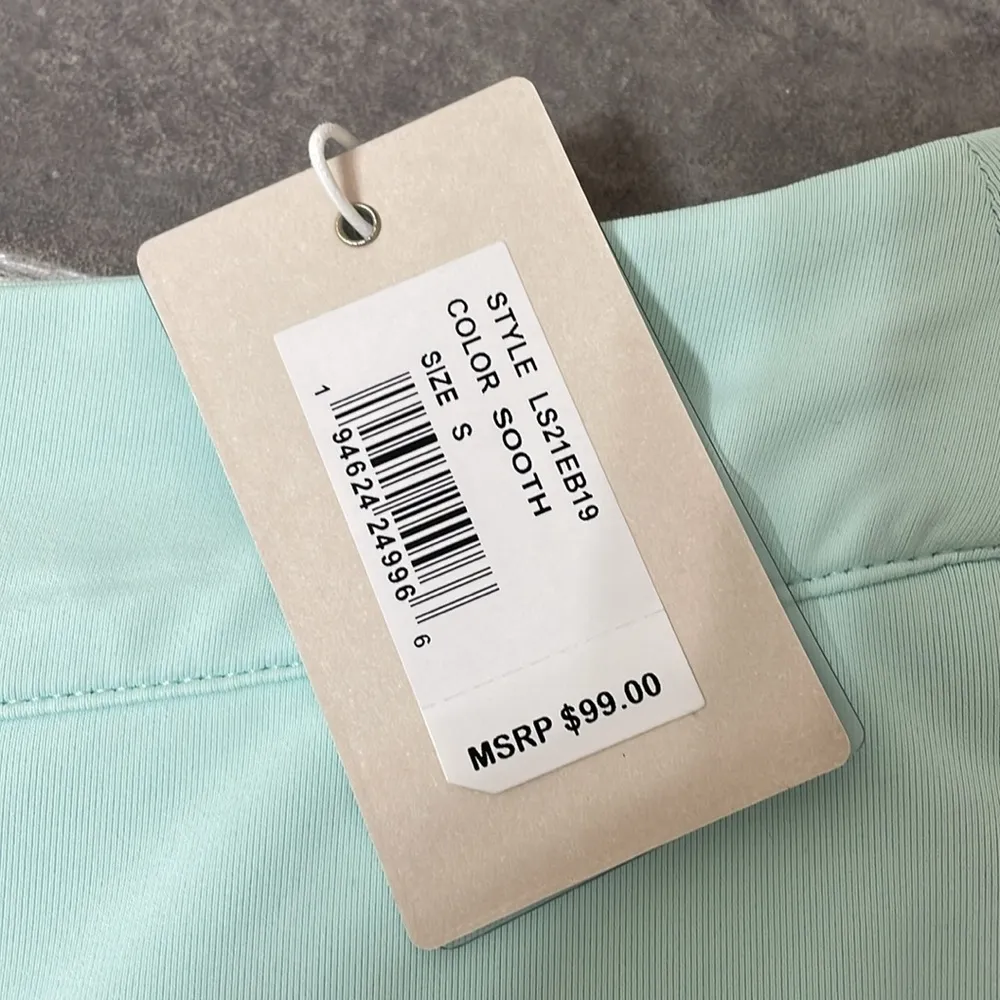 STYLE LS21EB19
COLOR SOOTH
SIZE S
1 94624 24996 6
MSRP $99.00